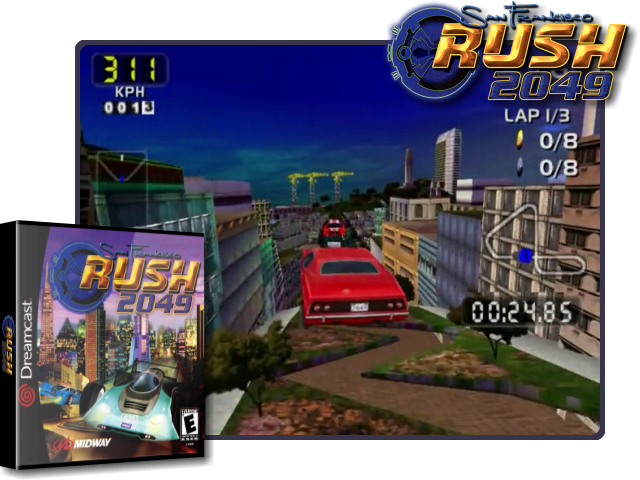 San Francisco
RUSH
2049
311
KPH
0013
LAP 1/3
0/8
0/8
00:24.85
San Francisco
RUSH
2049
RUSH
Dreamcast
EVERYONE
E
MIDWAY